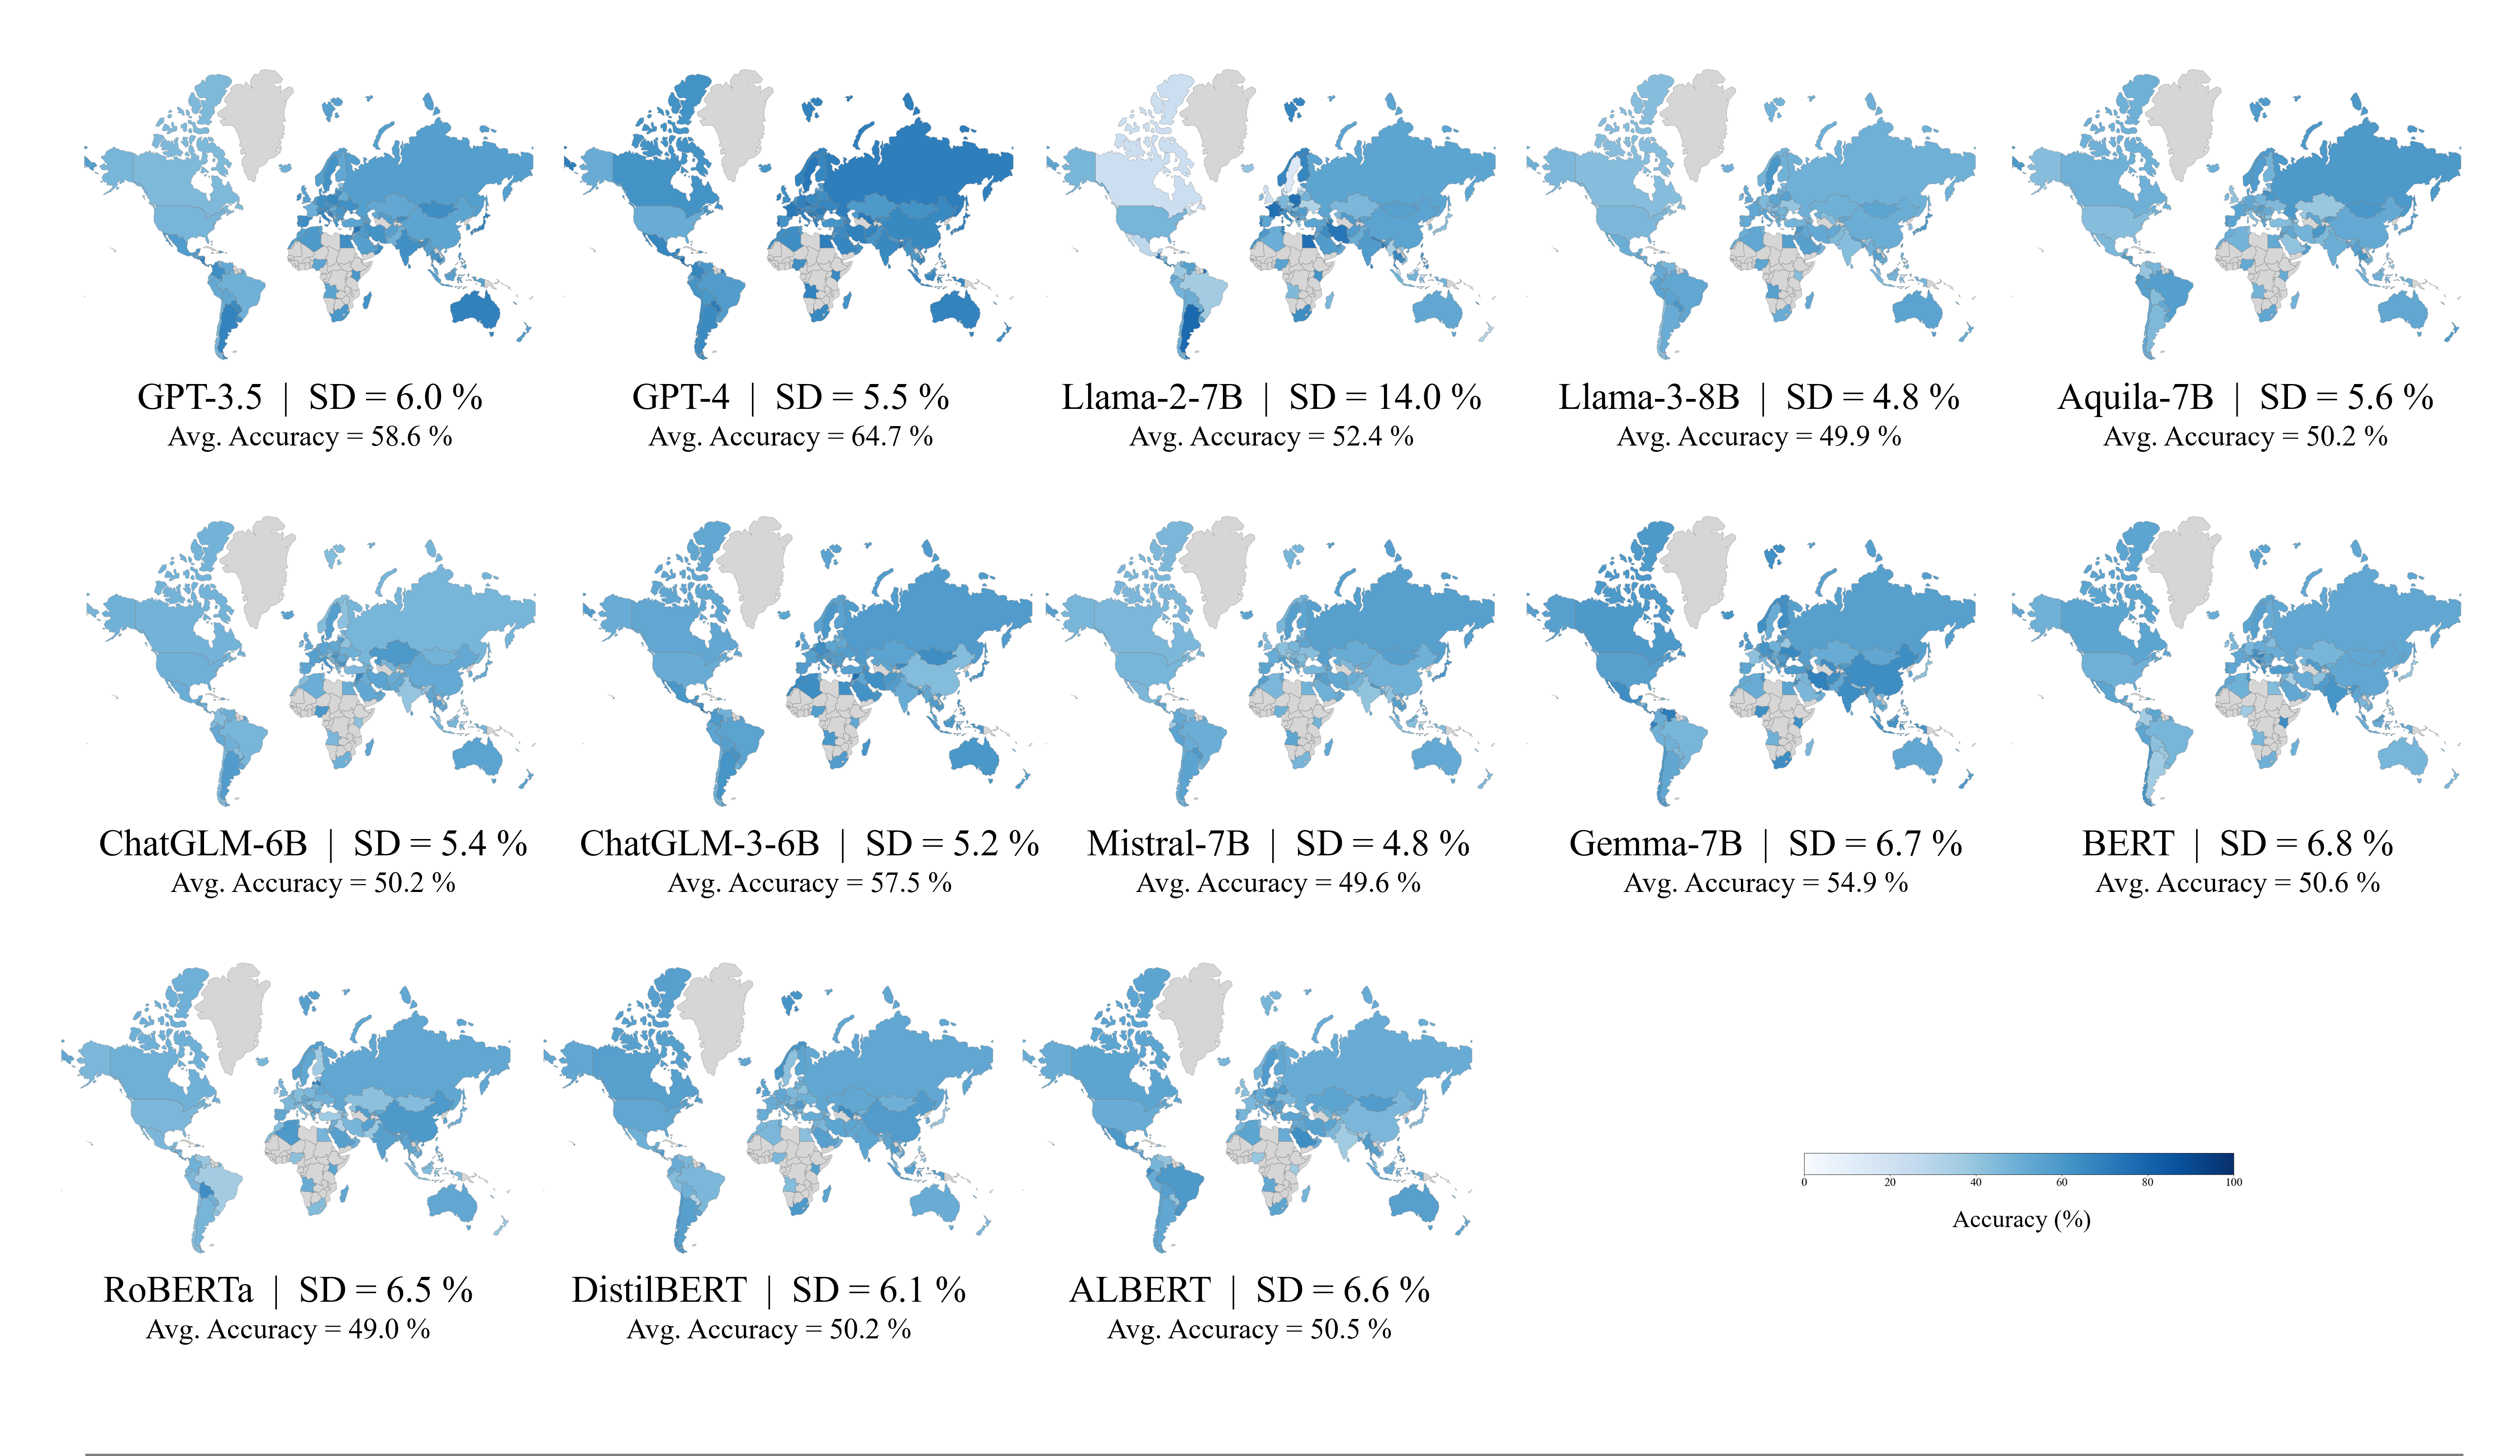 GPT-3.5 | SD = 6.0 %
Avg. Accuracy = 58.6 %
GPT-4 | SD = 5.5 %
Avg. Accuracy = 64.7 %
Llama-2-7B | SD = 14.0 %
Avg. Accuracy = 52.4 %
Llama-3-8B | SD = 4.8 %
Avg. Accuracy = 49.9 %
Aquila-7B | SD = 5.6 %
Avg. Accuracy = 50.2 %
ChatGLM-6B | SD = 5.4 %
Avg. Accuracy = 50.2 %
ChatGLM-3-6B | SD = 5.2 %
Avg. Accuracy = 57.5 %
Mistral-7B | SD = 4.8 %
Avg. Accuracy = 49.6 %
Gemma-7B | SD = 6.7 %
Avg. Accuracy = 54.9 %
BERT | SD = 6.8 %
Avg. Accuracy = 50.6 %
RoBERTa | SD = 6.5 %
Avg. Accuracy = 49.0 %
DistilBERT | SD = 6.1 %
Avg. Accuracy = 50.2 %
ALBERT | SD = 6.6 %
Avg. Accuracy = 50.5 %
0 20 40 60 80 100
Accuracy (%)